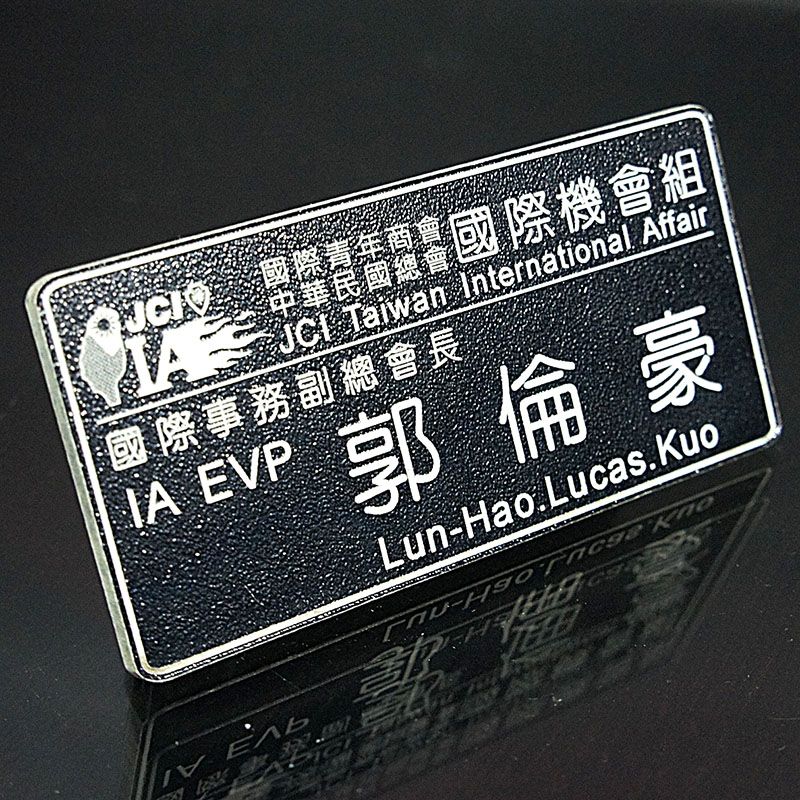 JCI
IA
國際青年商會
中華民國總會
國際機會組
JCI Taiwan International Affair
國際事務副總會長
IA EVP
郭倫豪
Lun-Hao.Lucas.Kuo